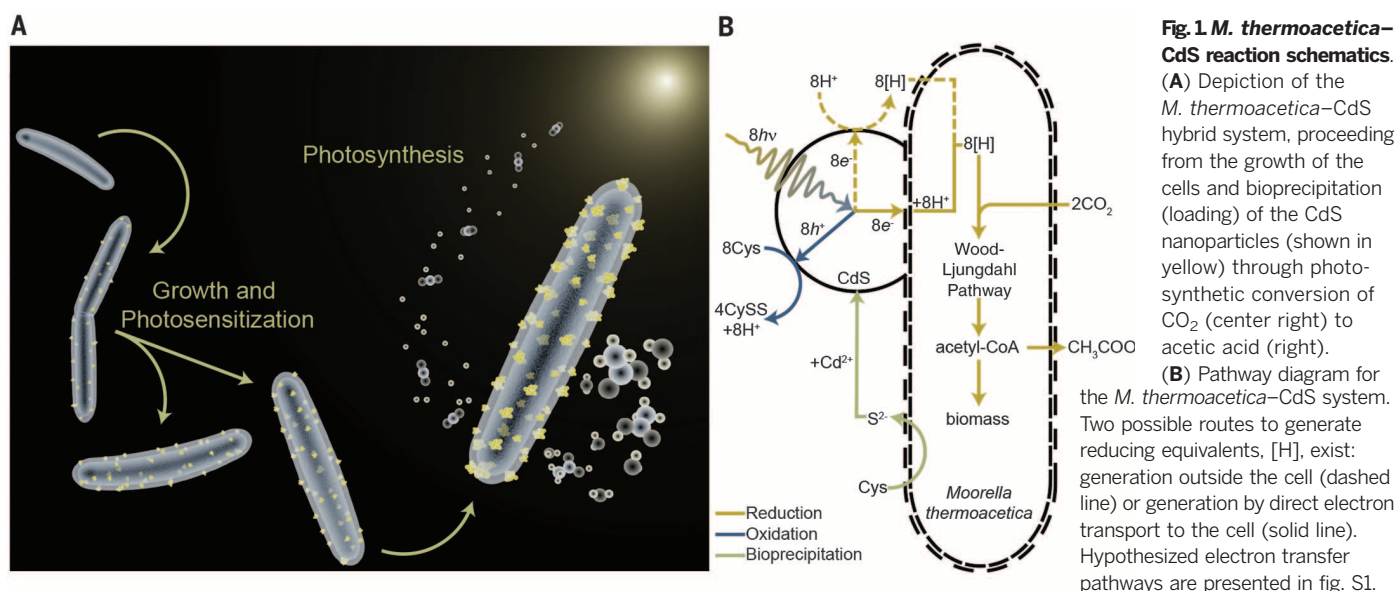 A
Photosynthesis
Growth and
Photosensitization
B
8H⁺
8[H]
8hν
8e⁻
8[H]
+8H⁺
2CO₂
8h⁺
8e⁻
8Cys
CdS
Wood-
Ljungdahl
Pathway
4CySS
+8H⁺
acetyl-CoA
CH₃COO
+Cd²⁺
biomass
S²⁻
Cys
Moorella
thermoacetica
Reduction
Oxidation
Bioprecipitation
Fig. 1. M. thermoacetica–
CdS reaction schematics.
(A) Depiction of the
M. thermoacetica–CdS
hybrid system, proceeding
from the growth of the
cells and bioprecipitation
(loading) of the CdS
nanoparticles (shown in
yellow) through photo-
synthetic conversion of
CO₂ (center right) to
acetic acid (right).
(B) Pathway diagram for
the M. thermoacetica–CdS system.
Two possible routes to generate
reducing equivalents, [H], exist:
generation outside the cell (dashed
line) or generation by direct electron
transport to the cell (solid line).
Hypothesized electron transfer
pathways are presented in fig. S1.